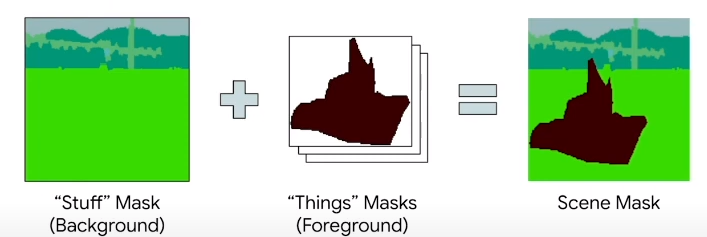 “Stuff” Mask
(Background)
“Things” Masks
(Foreground)
Scene Mask